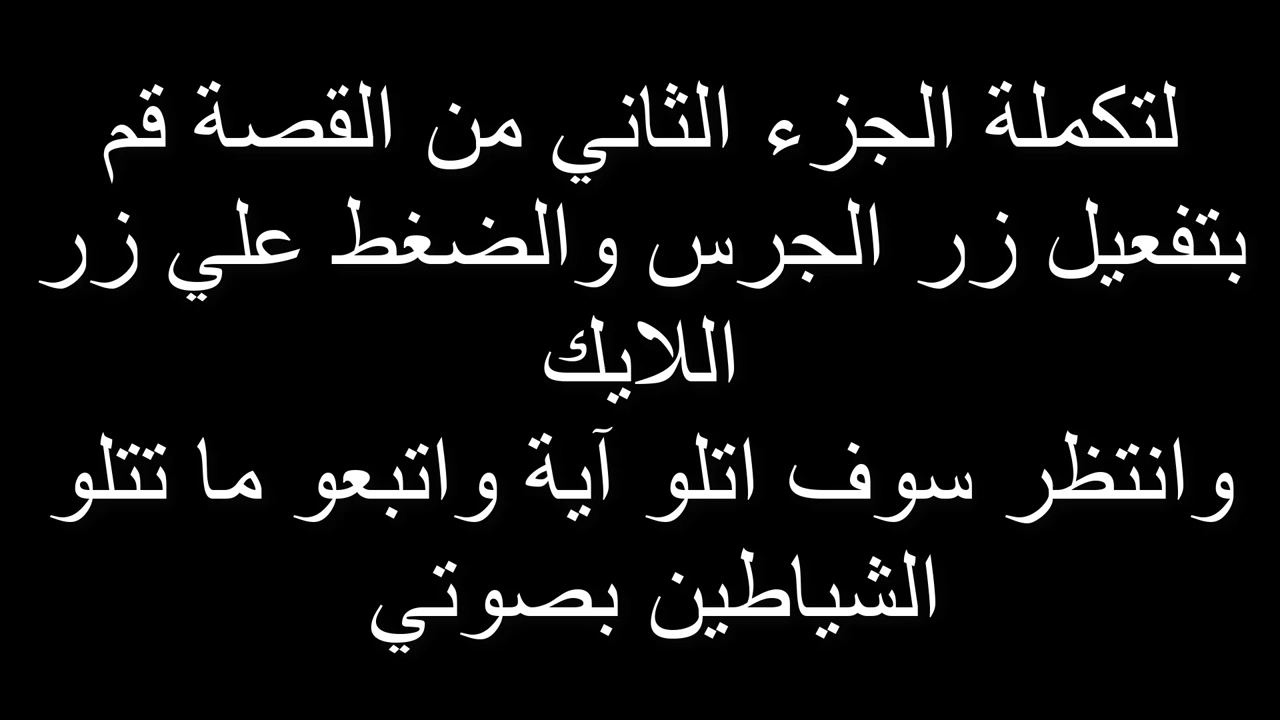 لتكملة الجزء الثاني من القصة قم
بتفعيل زر الجرس والضغط علي زر
اللايك
وانتظر سوف اتلو آية واتبعو ما تتلو
الشياطين بصوتي